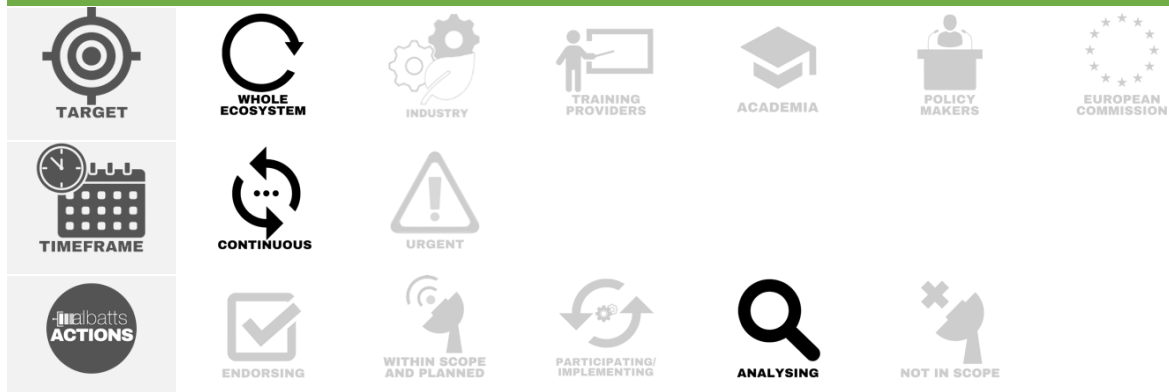 TARGET
WHOLE
ECOSYSTEM
INDUSTRY
TRAINING
PROVIDERS
ACADEMIA
POLICY
MAKERS
EUROPEAN
COMMISSION
TIMEFRAME
CONTINUOUS
URGENT
albatts
ACTIONS
ENDORSING
WITHIN SCOPE
AND PLANNED
PARTICIPATING/
IMPLEMENTING
ANALYSING
NOT IN SCOPE